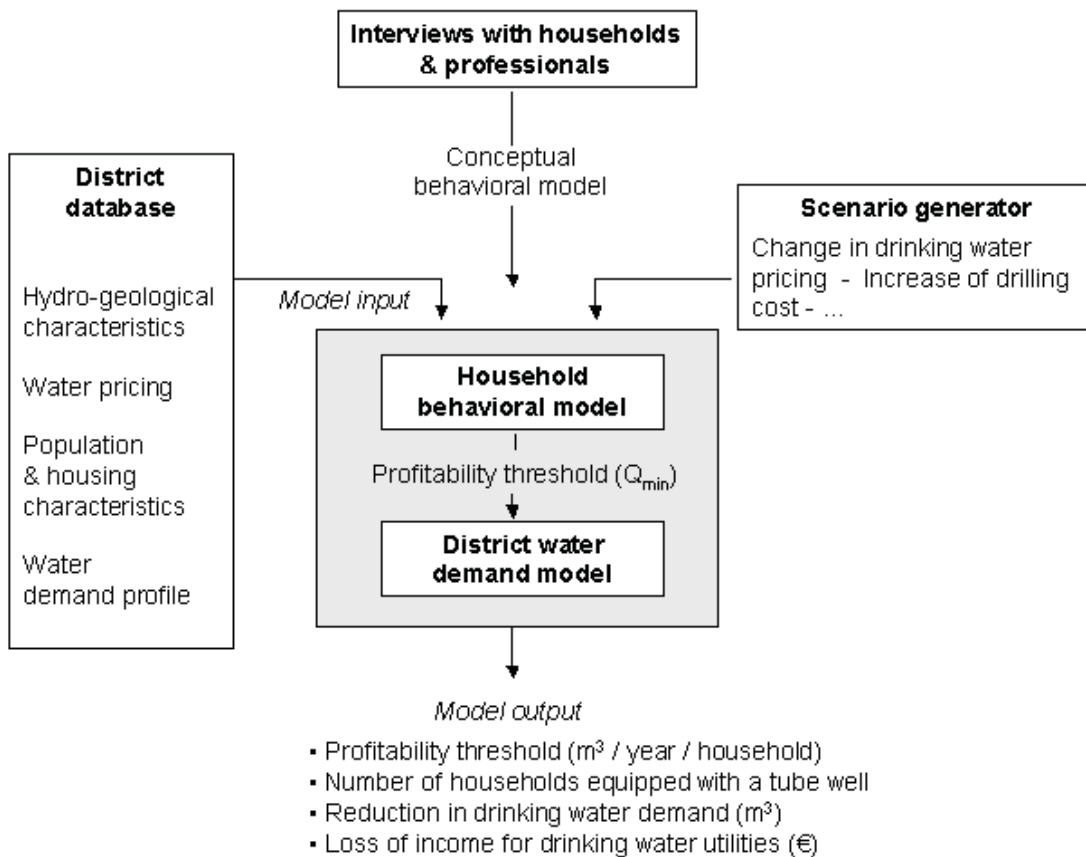 Interviews with households
& professionals
Conceptual
behavioral model
District
database
Hydro-geological
characteristics
Water pricing
Population
& housing
characteristics
Water
demand profile
Scenario generator
Change in drinking water
pricing - Increase of drilling
cost - ...
Model input
Household
behavioral model
Profitability threshold (Qmin)
District water
demand model
Model output
▪ Profitability threshold (m³ / year / household)
▪ Number of households equipped with a tube well
▪ Reduction in drinking water demand (m³)
▪ Loss of income for drinking water utilities (€)